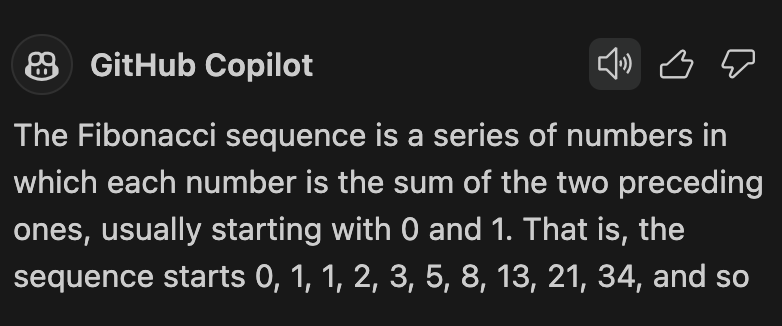 GitHub Copilot
The Fibonacci sequence is a series of numbers in
which each number is the sum of the two preceding
ones, usually starting with 0 and 1. That is, the
sequence starts 0, 1, 1, 2, 3, 5, 8, 13, 21, 34, and so